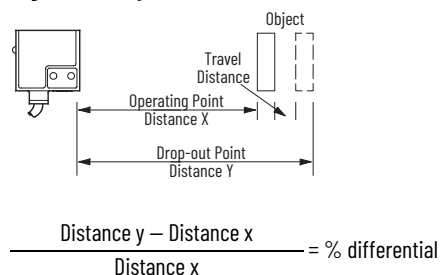 Object
Travel
Distance
Operating Point
Distance X
Drop-out Point
Distance Y
Distance y – Distance x
= % differential
Distance x